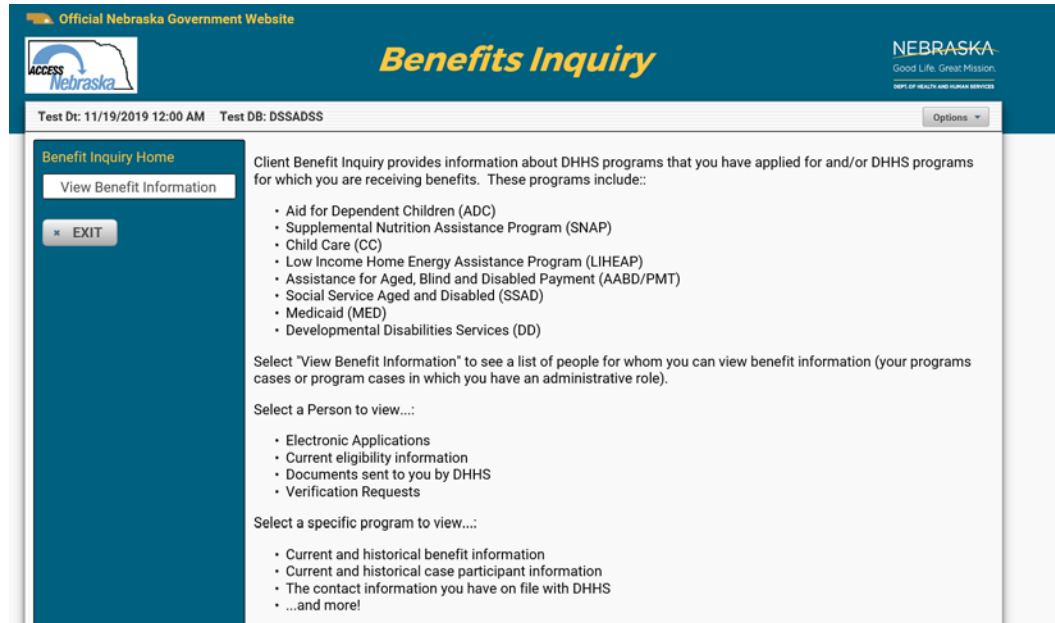 Official Nebraska Government Website
ACCESS
Nebraska
Benefits Inquiry
NEBRASKA
Good Life. Great Mission.
DEPT. OF HEALTH AND HUMAN SERVICES
Test Dt: 11/19/2019 12:00 AM Test DB: DSSADSS
Options
Benefit Inquiry Home
View Benefit Information
× EXIT
Client Benefit Inquiry provides information about DHHS programs that you have applied for and/or DHHS programs
for which you are receiving benefits. These programs include::
• Aid for Dependent Children (ADC)
• Supplemental Nutrition Assistance Program (SNAP)
• Child Care (CC)
• Low Income Home Energy Assistance Program (LIHEAP)
• Assistance for Aged, Blind and Disabled Payment (AABD/PMT)
• Social Service Aged and Disabled (SSAD)
• Medicaid (MED)
• Developmental Disabilities Services (DD)
Select "View Benefit Information" to see a list of people for whom you can view benefit information (your programs
cases or program cases in which you have an administrative role).
Select a Person to view...:
• Electronic Applications
• Current eligibility information
• Documents sent to you by DHHS
• Verification Requests
Select a specific program to view...:
• Current and historical benefit information
• Current and historical case participant information
• The contact information you have on file with DHHS
• ...and more!